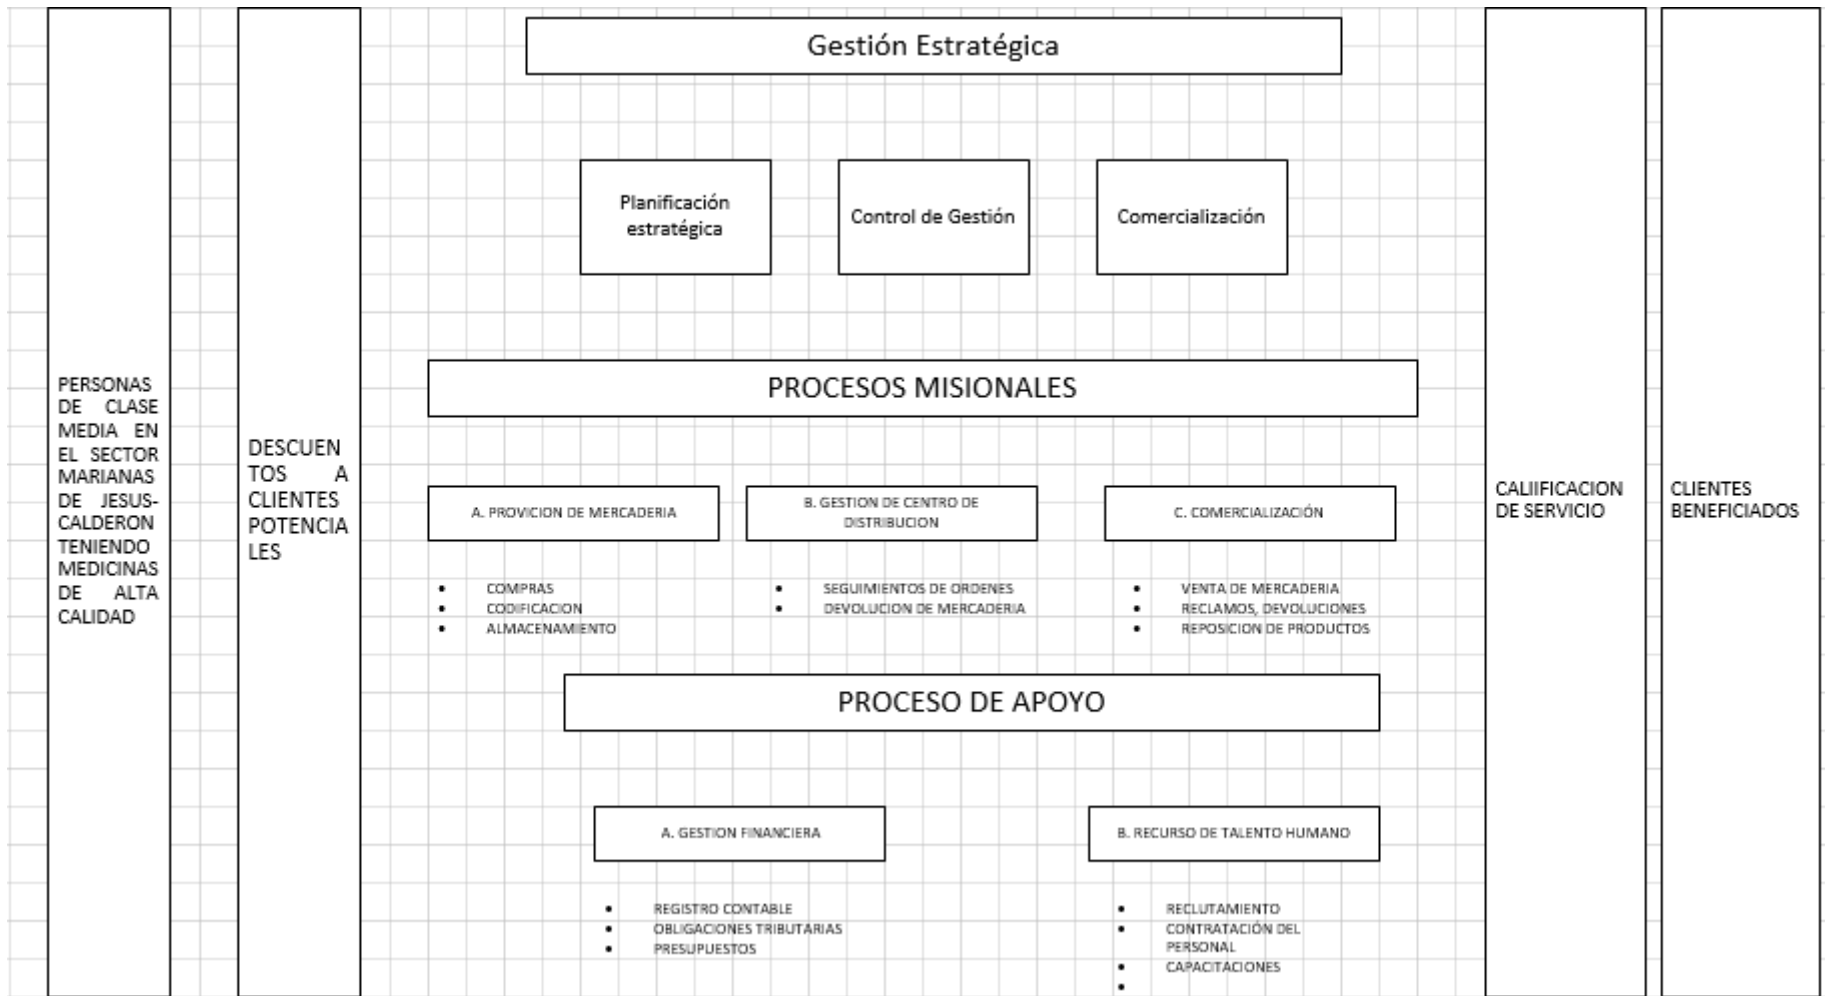 Gestión Estratégica
Planificación
estratégica
Control de Gestión
Comercialización
PERSONAS
DE CLASE
MEDIA EN
EL SECTOR
MARIANAS
DE JESUS-
CALDERON
TENIENDO
MEDICINAS
DE ALTA
CALIDAD
DESCUEN
TOS A
CLIENTES
POTENCIA
LES
PROCESOS MISIONALES
A. PROVICION DE MERCADERIA
B. GESTION DE CENTRO DE
DISTRIBUCION
C. COMERCIALIZACIÓN
• COMPRAS
• CODIFICACION
• ALMACENAMIENTO
• SEGUIMIENTOS DE ORDENES
• DEVOLUCION DE MERCADERIA
• VENTA DE MERCADERIA
• RECLAMOS, DEVOLUCIONES
• REPOSICION DE PRODUCTOS
PROCESO DE APOYO
A. GESTION FINANCIERA
B. RECURSO DE TALENTO HUMANO
• REGISTRO CONTABLE
• OBLIGACIONES TRIBUTARIAS
• PRESUPUESTOS
• RECLUTAMIENTO
• CONTRATACIÓN DEL
PERSONAL
• CAPACITACIONES
•
CALIIFICACION
DE SERVICIO
CLIENTES
BENEFICIADOS